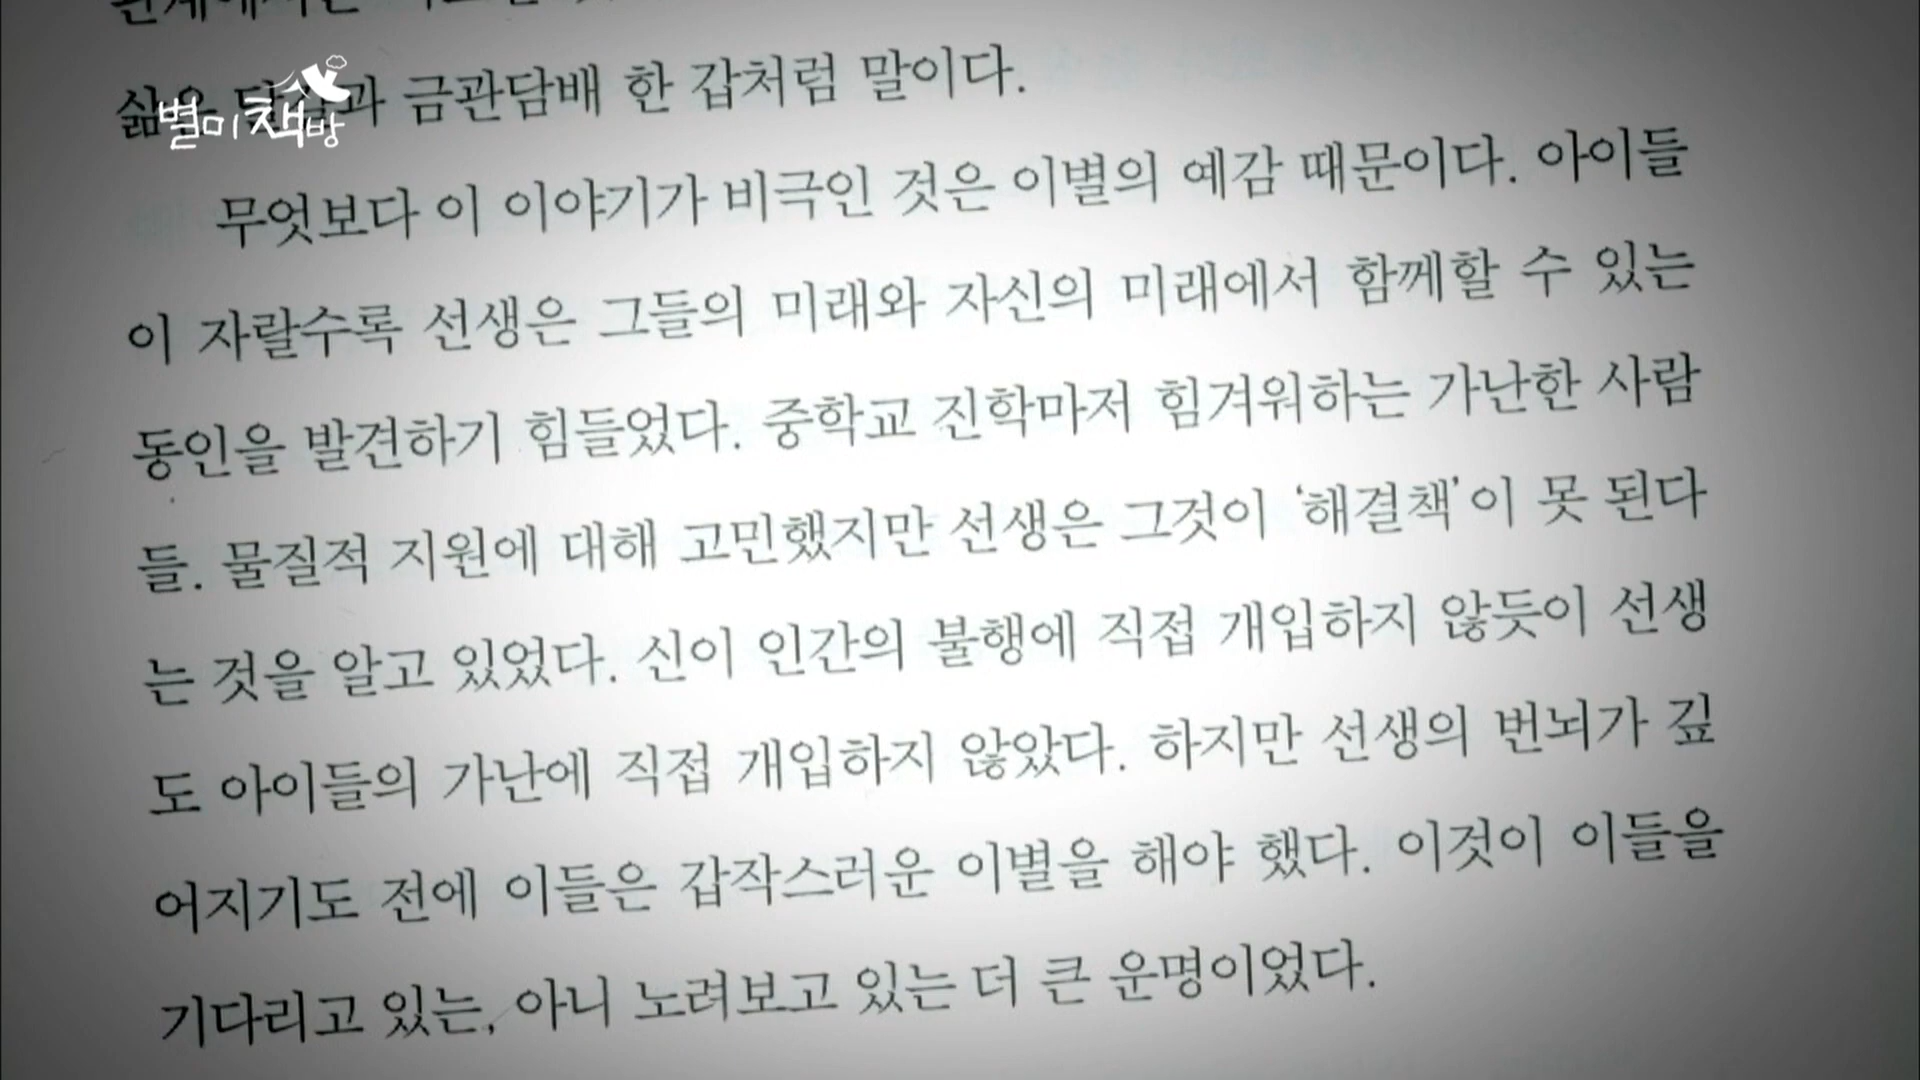 삶은 달걀과 금관담배 한 갑처럼 말이다.
별미책방
무엇보다 이 이야기가 비극인 것은 이별의 예감 때문이다. 아이들
이 자랄수록 선생은 그들의 미래와 자신의 미래에서 함께할 수 있는
동인을 발견하기 힘들었다. 중학교 진학마저 힘겨워하는 가난한 사람
들. 물질적 지원에 대해 고민했지만 선생은 그것이 ‘해결책’이 못 된다
는 것을 알고 있었다. 신이 인간의 불행에 직접 개입하지 않듯이 선생
도 아이들의 가난에 직접 개입하지 않았다. 하지만 선생의 번뇌가 깊
어지기도 전에 이들은 갑작스러운 이별을 해야 했다. 이것이 이들을
기다리고 있는, 아니 노려보고 있는 더 큰 운명이었다.